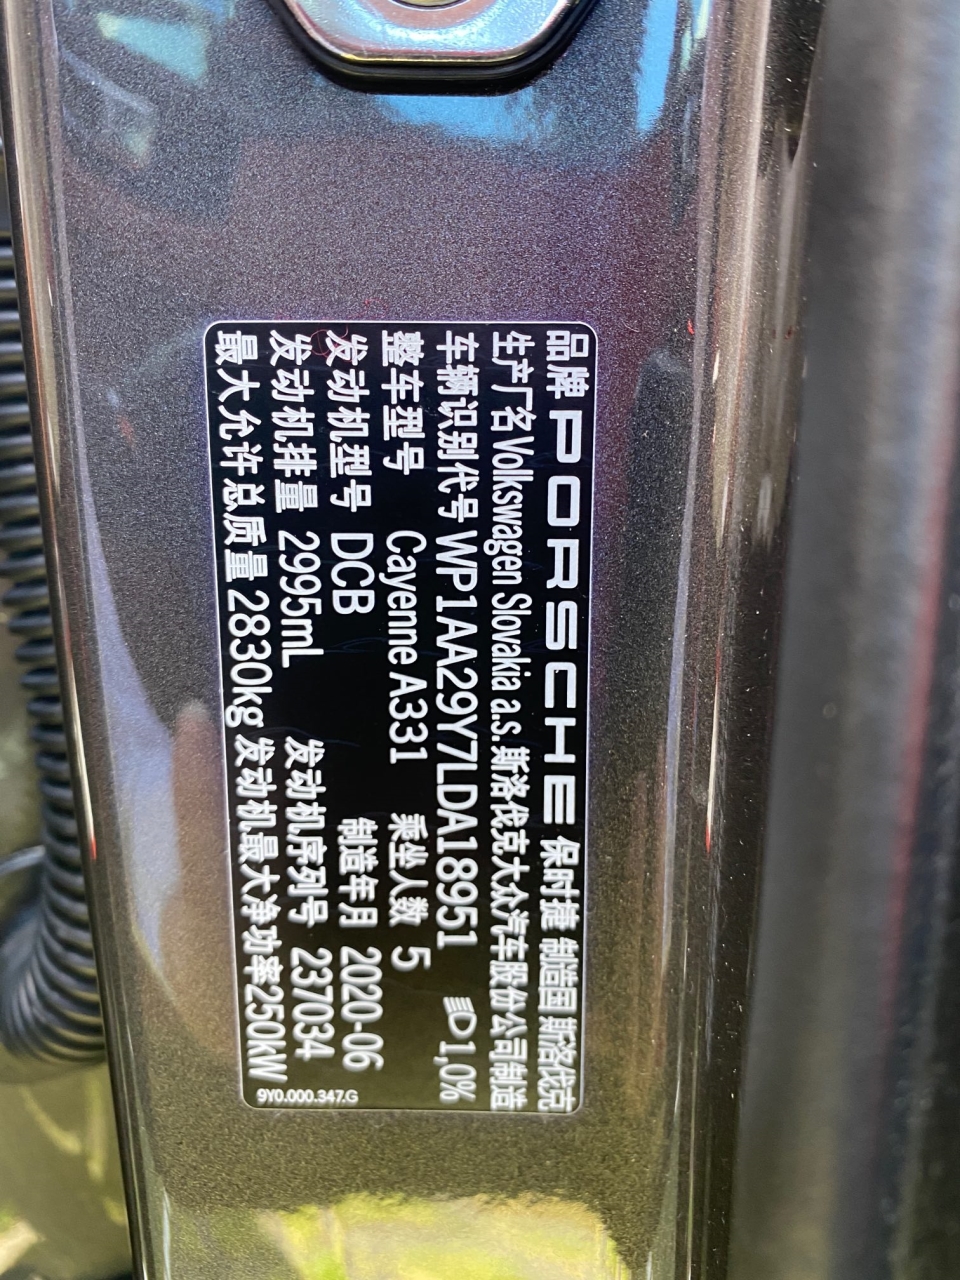 品牌 PORSCHE 保时捷 制造国 斯洛伐克
生产厂名 Volkswagen Slovakia a.s. 斯洛伐克大众汽车股份公司制造
车辆识别代号 WP1AA29Y7LDA18951 1,0%
整车型号 Cayenne A331 乘坐人数 5
发动机型号 DCB 制造年月 2020-06
发动机排量 2995mL 发动机序列号 237034
最大允许总质量 2830kg 发动机最大净功率250kW
9Y0.000.347.G